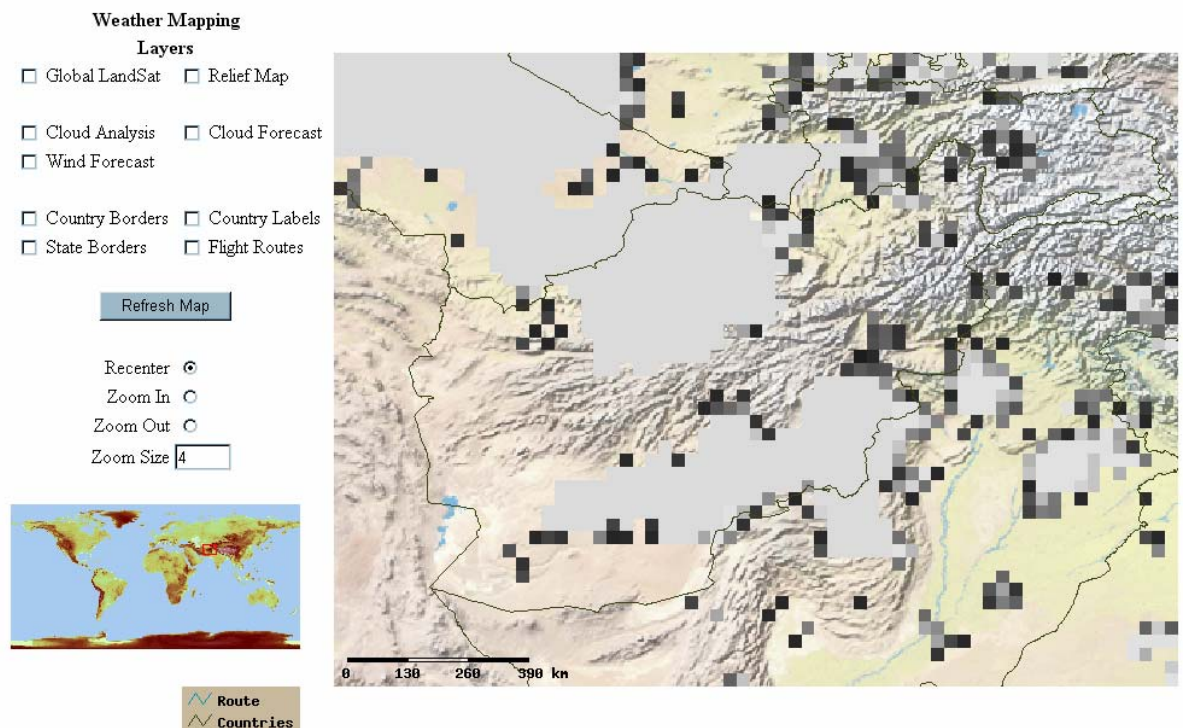 Weather Mapping
Layers
Global LandSat
Relief Map
Cloud Analysis
Cloud Forecast
Wind Forecast
Country Borders
Country Labels
State Borders
Flight Routes
Refresh Map
Recenter
Zoom In
Zoom Out
Zoom Size 4
0 130 260 390 km
Route
Countries